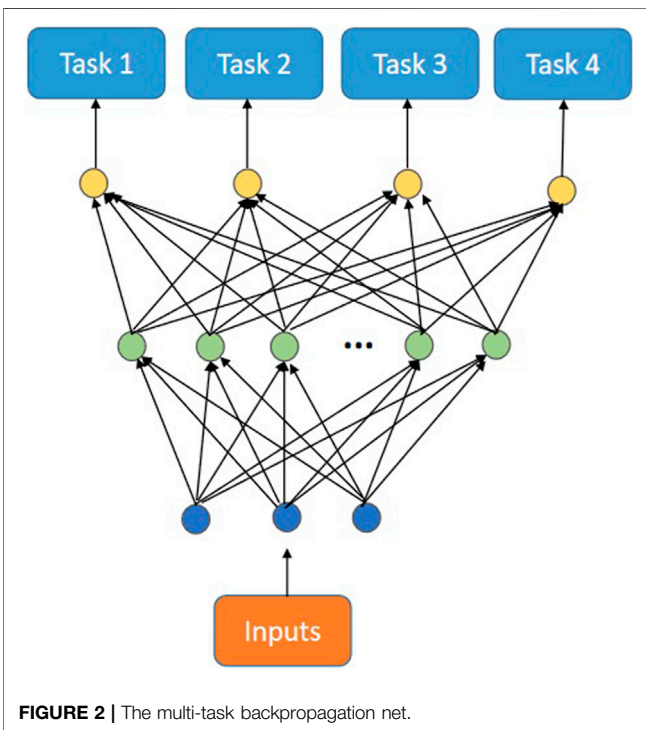 Task 1 Task 2 Task 3 Task 4
...
Inputs
FIGURE 2 | The multi-task backpropagation net.